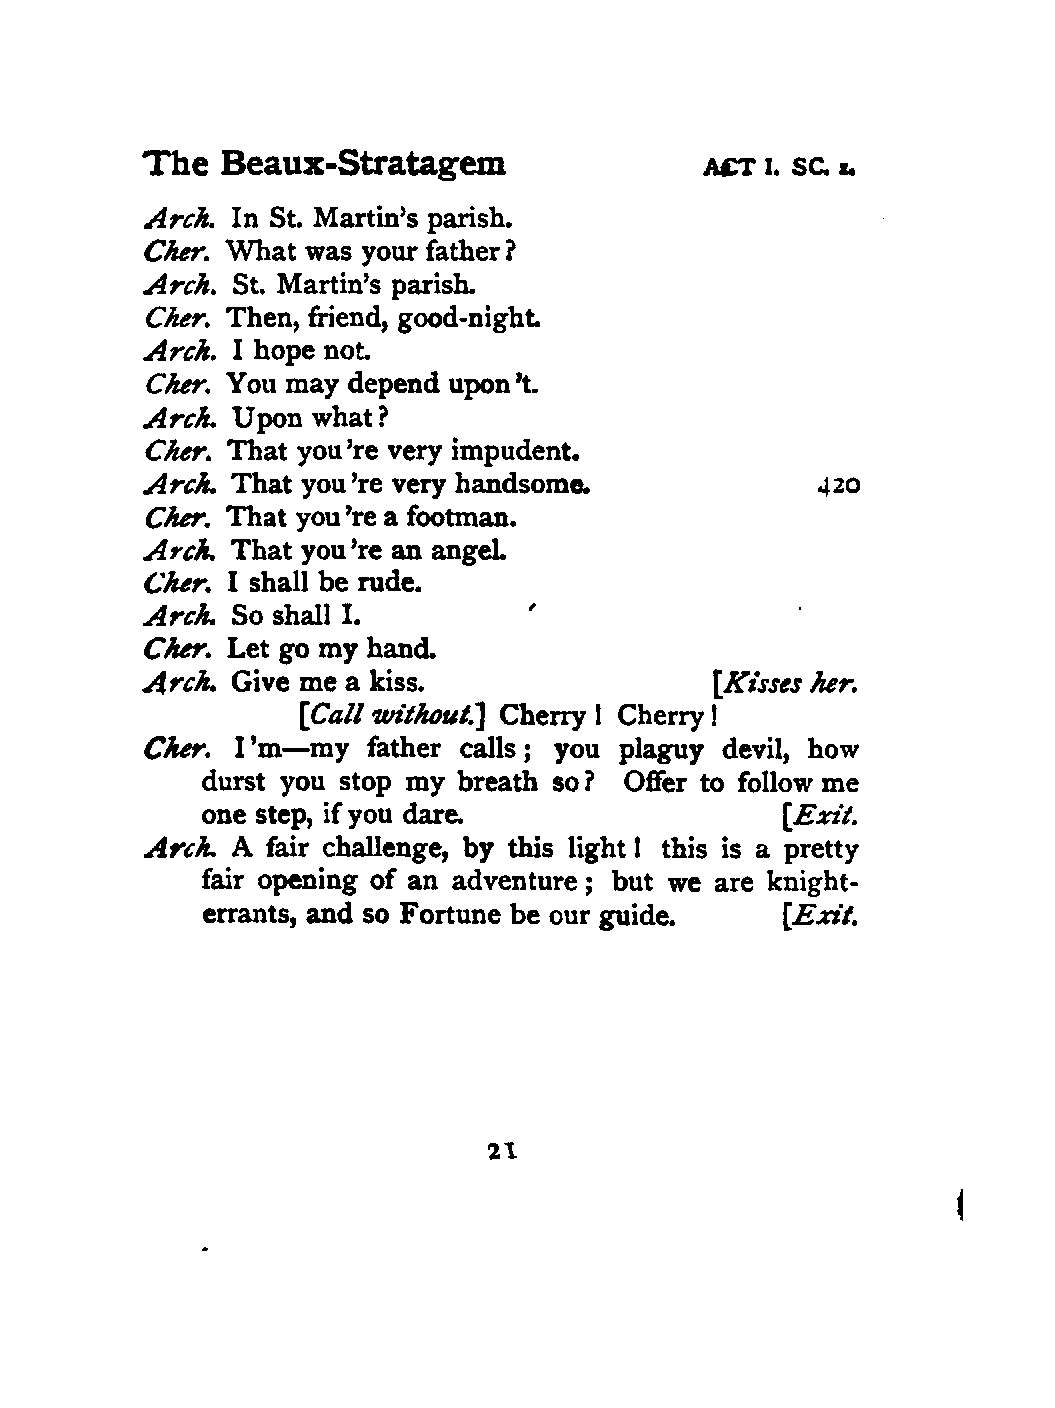 The Beaux-Stratagem ACT I. SC. I.
Arch. In St. Martin's parish.
Cher. What was your father?
Arch. St. Martin's parish.
Cher. Then, friend, good-night.
Arch. I hope not.
Cher. You may depend upon 't.
Arch. Upon what?
Cher. That you 're very impudent.
Arch. That you 're very handsome. 420
Cher. That you 're a footman.
Arch. That you 're an angel.
Cher. I shall be rude.
Arch. So shall I.
Cher. Let go my hand.
Arch. Give me a kiss. [Kisses her.
[Call without.] Cherry! Cherry!
Cher. I 'm—my father calls; you plaguy devil, how
durst you stop my breath so? Offer to follow me
one step, if you dare. [Exit.
Arch. A fair challenge, by this light! this is a pretty
fair opening of an adventure; but we are knight-
errants, and so Fortune be our guide. [Exit.
21